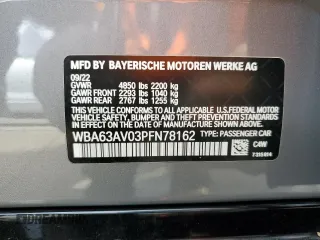 MFD BY BAYERISCHE MOTOREN WERKE AG
09/22
GVWR 4850 lbs 2200 kg
GAWR FRONT 2293 lbs 1040 kg
GAWR REAR 2767 lbs 1255 kg
THIS VEHICLE CONFORMS TO ALL APPLICABLE
U.S.FEDERAL MOTOR VEHICLE SAFETY, BUMPER,
AND THEFT PREVENTION STANDARDS IN EFFECT ON
THE DATE OF MANUFACTURE SHOWN ABOVE.
WBA63AV03PFN78162 TYPE: PASSENGER CAR
C4W